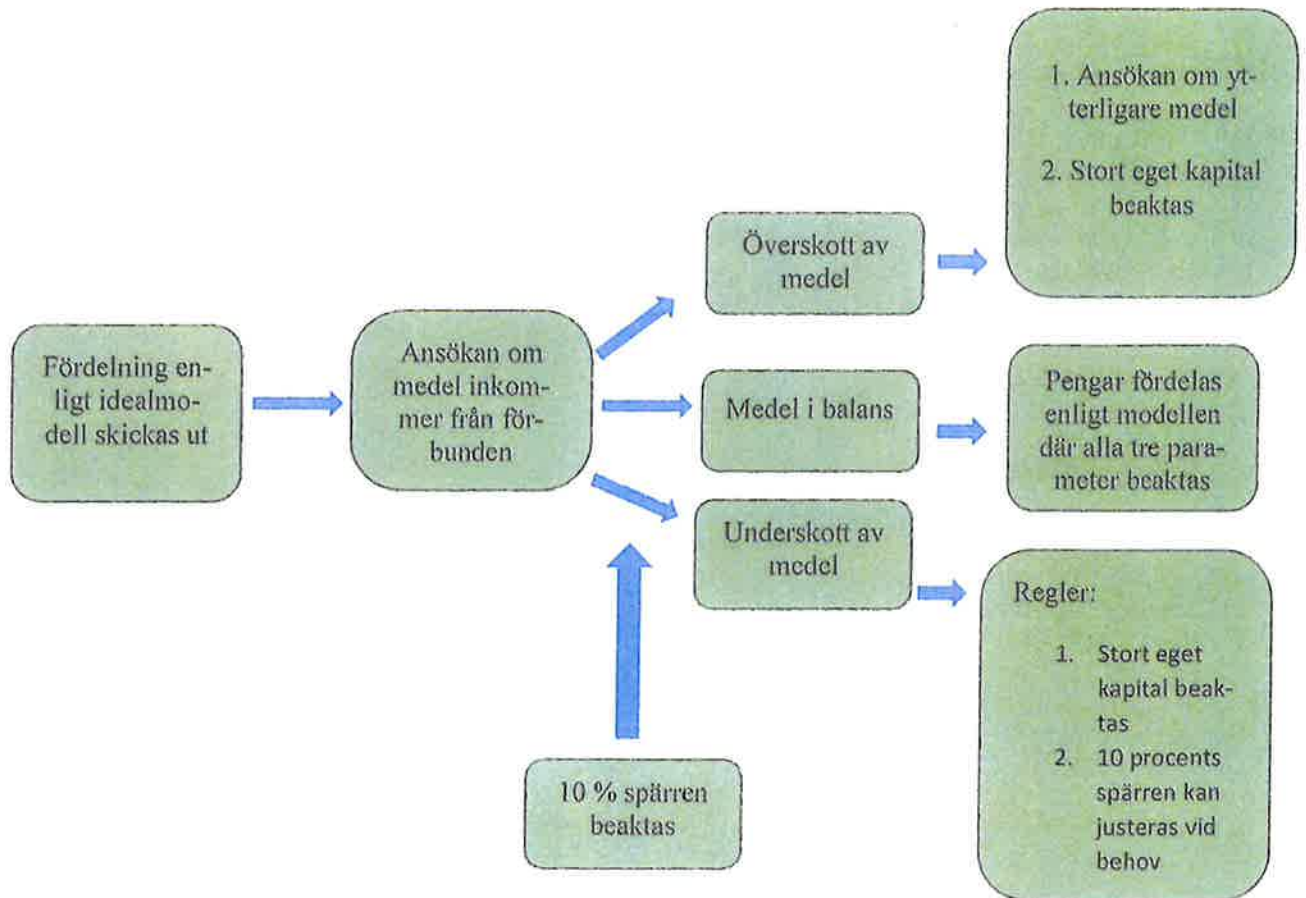 Fördelning en-
ligt idealmo-
dell skickas ut
Ansökan om
medel inkom-
mer från för-
bunden
10 % spärren
beaktas
Överskott av
medel
Medel i balans
Underskott av
medel
1. Ansökan om yt-
terligare medel
2. Stort eget kapital
beaktas
Pengar fördelas
enligt modellen
där alla tre para-
meter beaktas
Regler:
1. Stort eget
kapital beak-
tas
2. 10 procents
spärren kan
justeras vid
behov